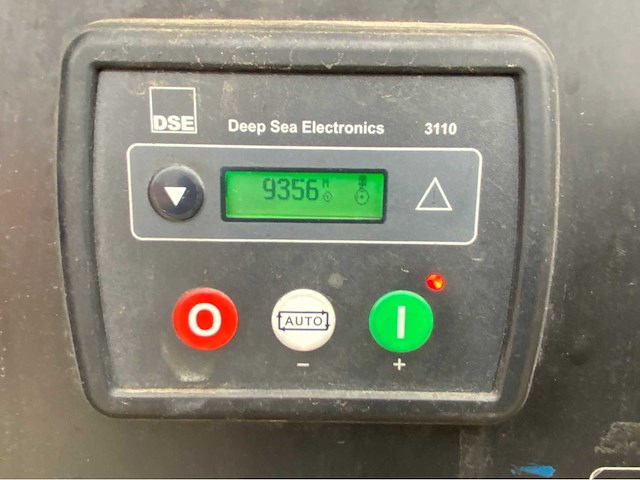 DSE
Deep Sea Electronics 3110
9356 H
O
AUTO
I
- +